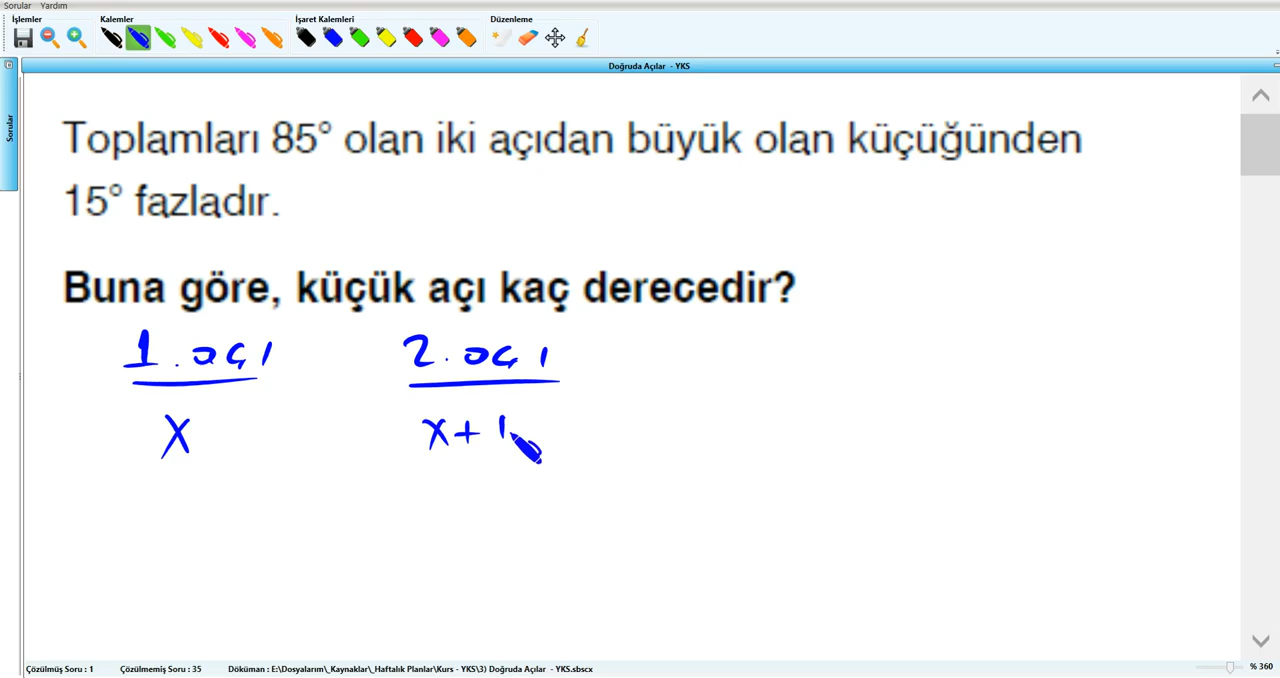 Sorular Yardım
İşlemler Kalemler İşaret Kalemleri Düzenleme
Doğruda Açılar - YKS
Sorular
Toplamları 85° olan iki açıdan büyük olan küçüğünden
15° fazladır.
Buna göre, küçük açı kaç derecedir?
1. açı 2. açı
x x + 1
Çözülmüş Soru : 1 Çözülmemiş Soru : 35 Döküman : E:\Dosyalarım\_Kaynaklar\_Haftalık Planlar\Kurs - YKS\3) Doğruda Açılar - YKS.sbscx % 360